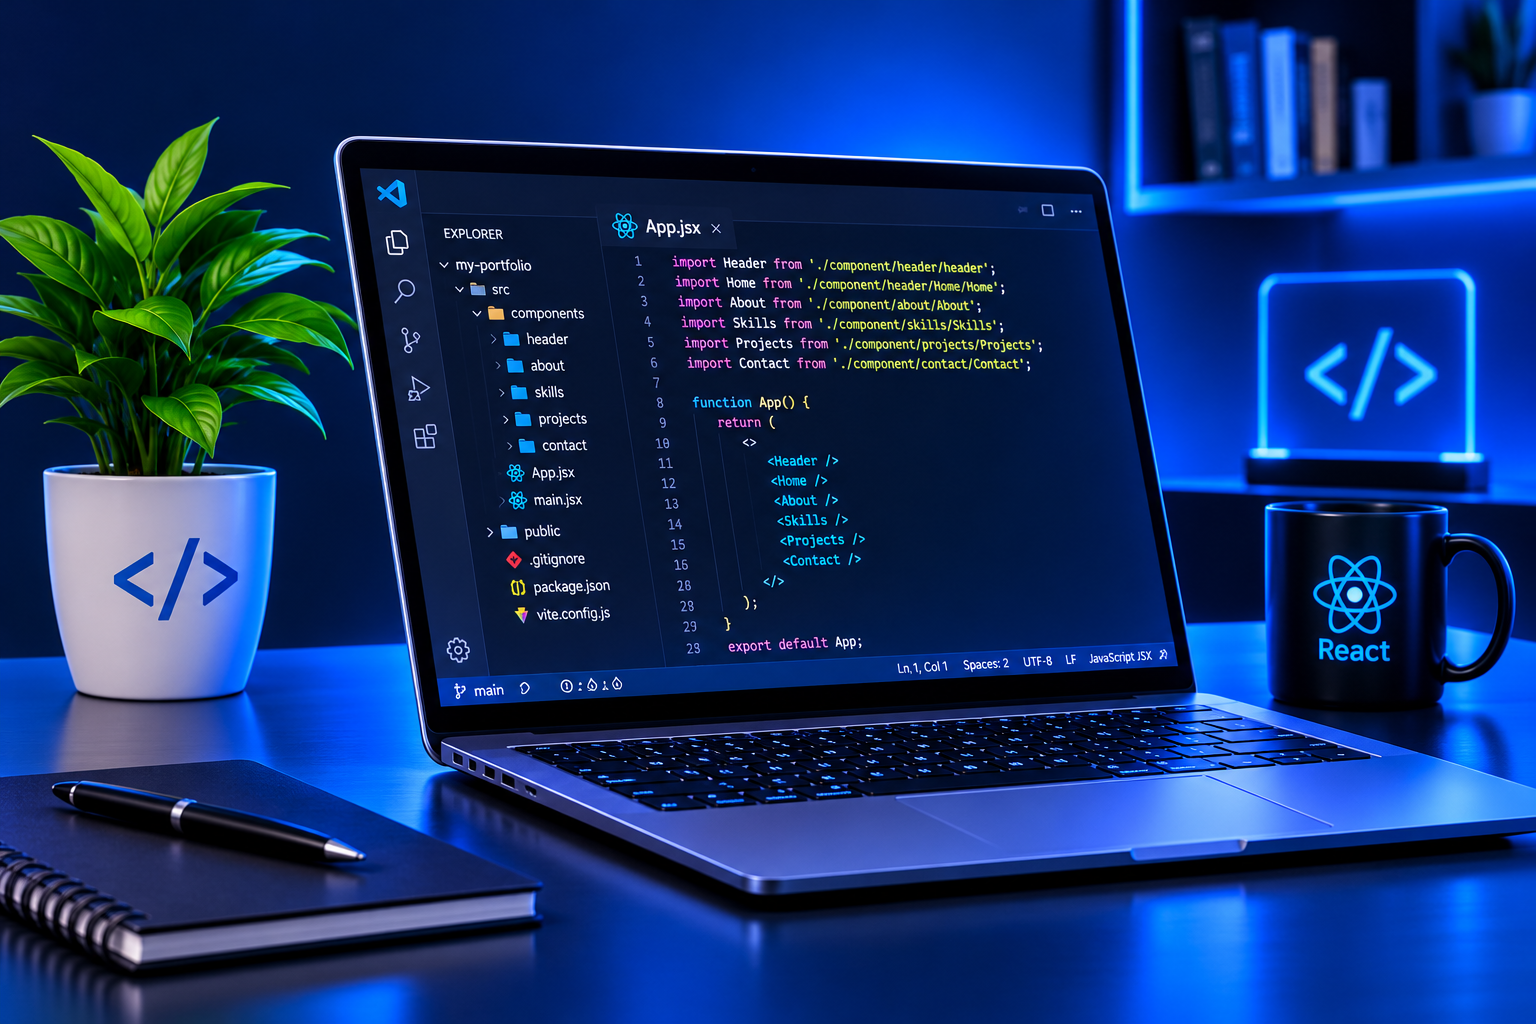 EXPLORER
my-portfolio
src
components
header
about
skills
projects
contact
App.jsx
main.jsx
public
.gitignore
package.json
vite.config.js
App.jsx ×
1 import Header from './component/header/header';
2 import Home from './component/header/Home/Home';
3 import About from './component/about/About';
4 import Skills from './component/skills/Skills';
5 import Projects from './component/projects/Projects';
6 import Contact from './component/contact/Contact';
7
8 function App() {
9 return (
10 <>
11 <Header />
12 <Home />
13 <About />
14 <Skills />
15 <Projects />
16 <Contact />
28 </>
28 );
29 }
28 export default App;
main
Ln,1, Col 1 Spaces: 2 UTF-8 LF JavaScript JSX
</>
</>
React